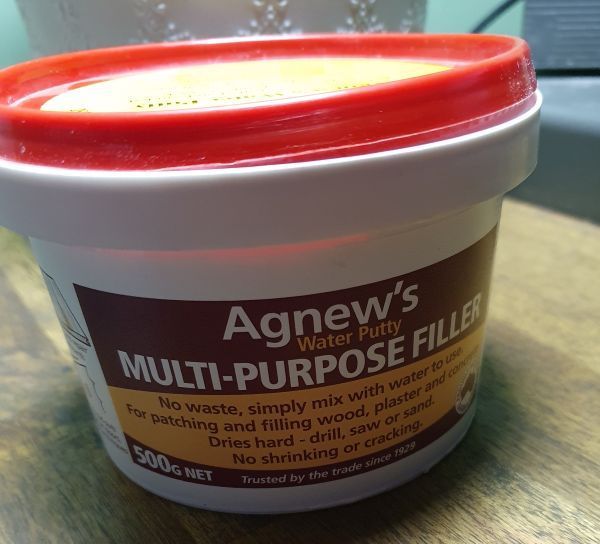 Agnew's
Water Putty
MULTI-PURPOSE FILLER
No waste, simply mix with water to use.
For patching and filling wood, plaster and concrete
Dries hard - drill, saw or sand.
No shrinking or cracking.
500G NET
Trusted by the trade since 1929